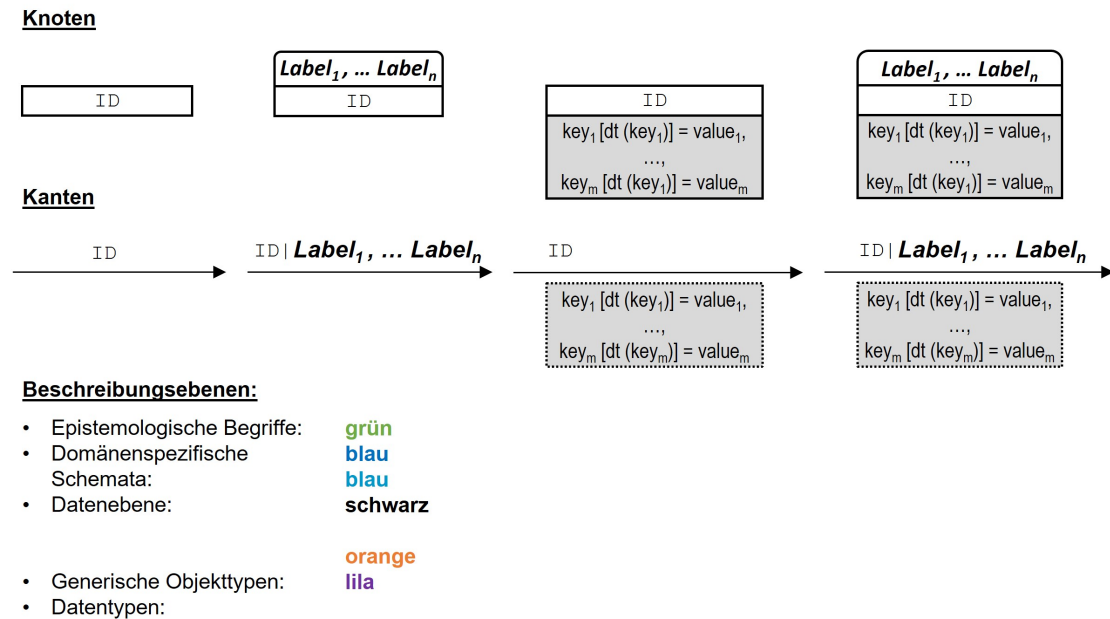 Knoten
ID
Label1, … Labeln
ID
ID
key1 [dt (key1)] = value1,
…,
keym [dt (key1)] = valuem
Label1, … Labeln
ID
key1 [dt (key1)] = value1,
…,
keym [dt (key1)] = valuem
Kanten
ID
ID| Label1 , … Labeln
ID
key1 [dt (key1)] = value1,
…,
keym [dt (keym)] = valuem
ID| Label1 , … Labeln
key1 [dt (key1)] = value1,
…,
keym [dt (keym)] = valuem
Beschreibungsebenen:
• Epistemologische Begriffe: grün
• Domänenspezifische blau
Schemata: blau
• Datenebene: schwarz
orange
• Generische Objekttypen: lila
• Datentypen: